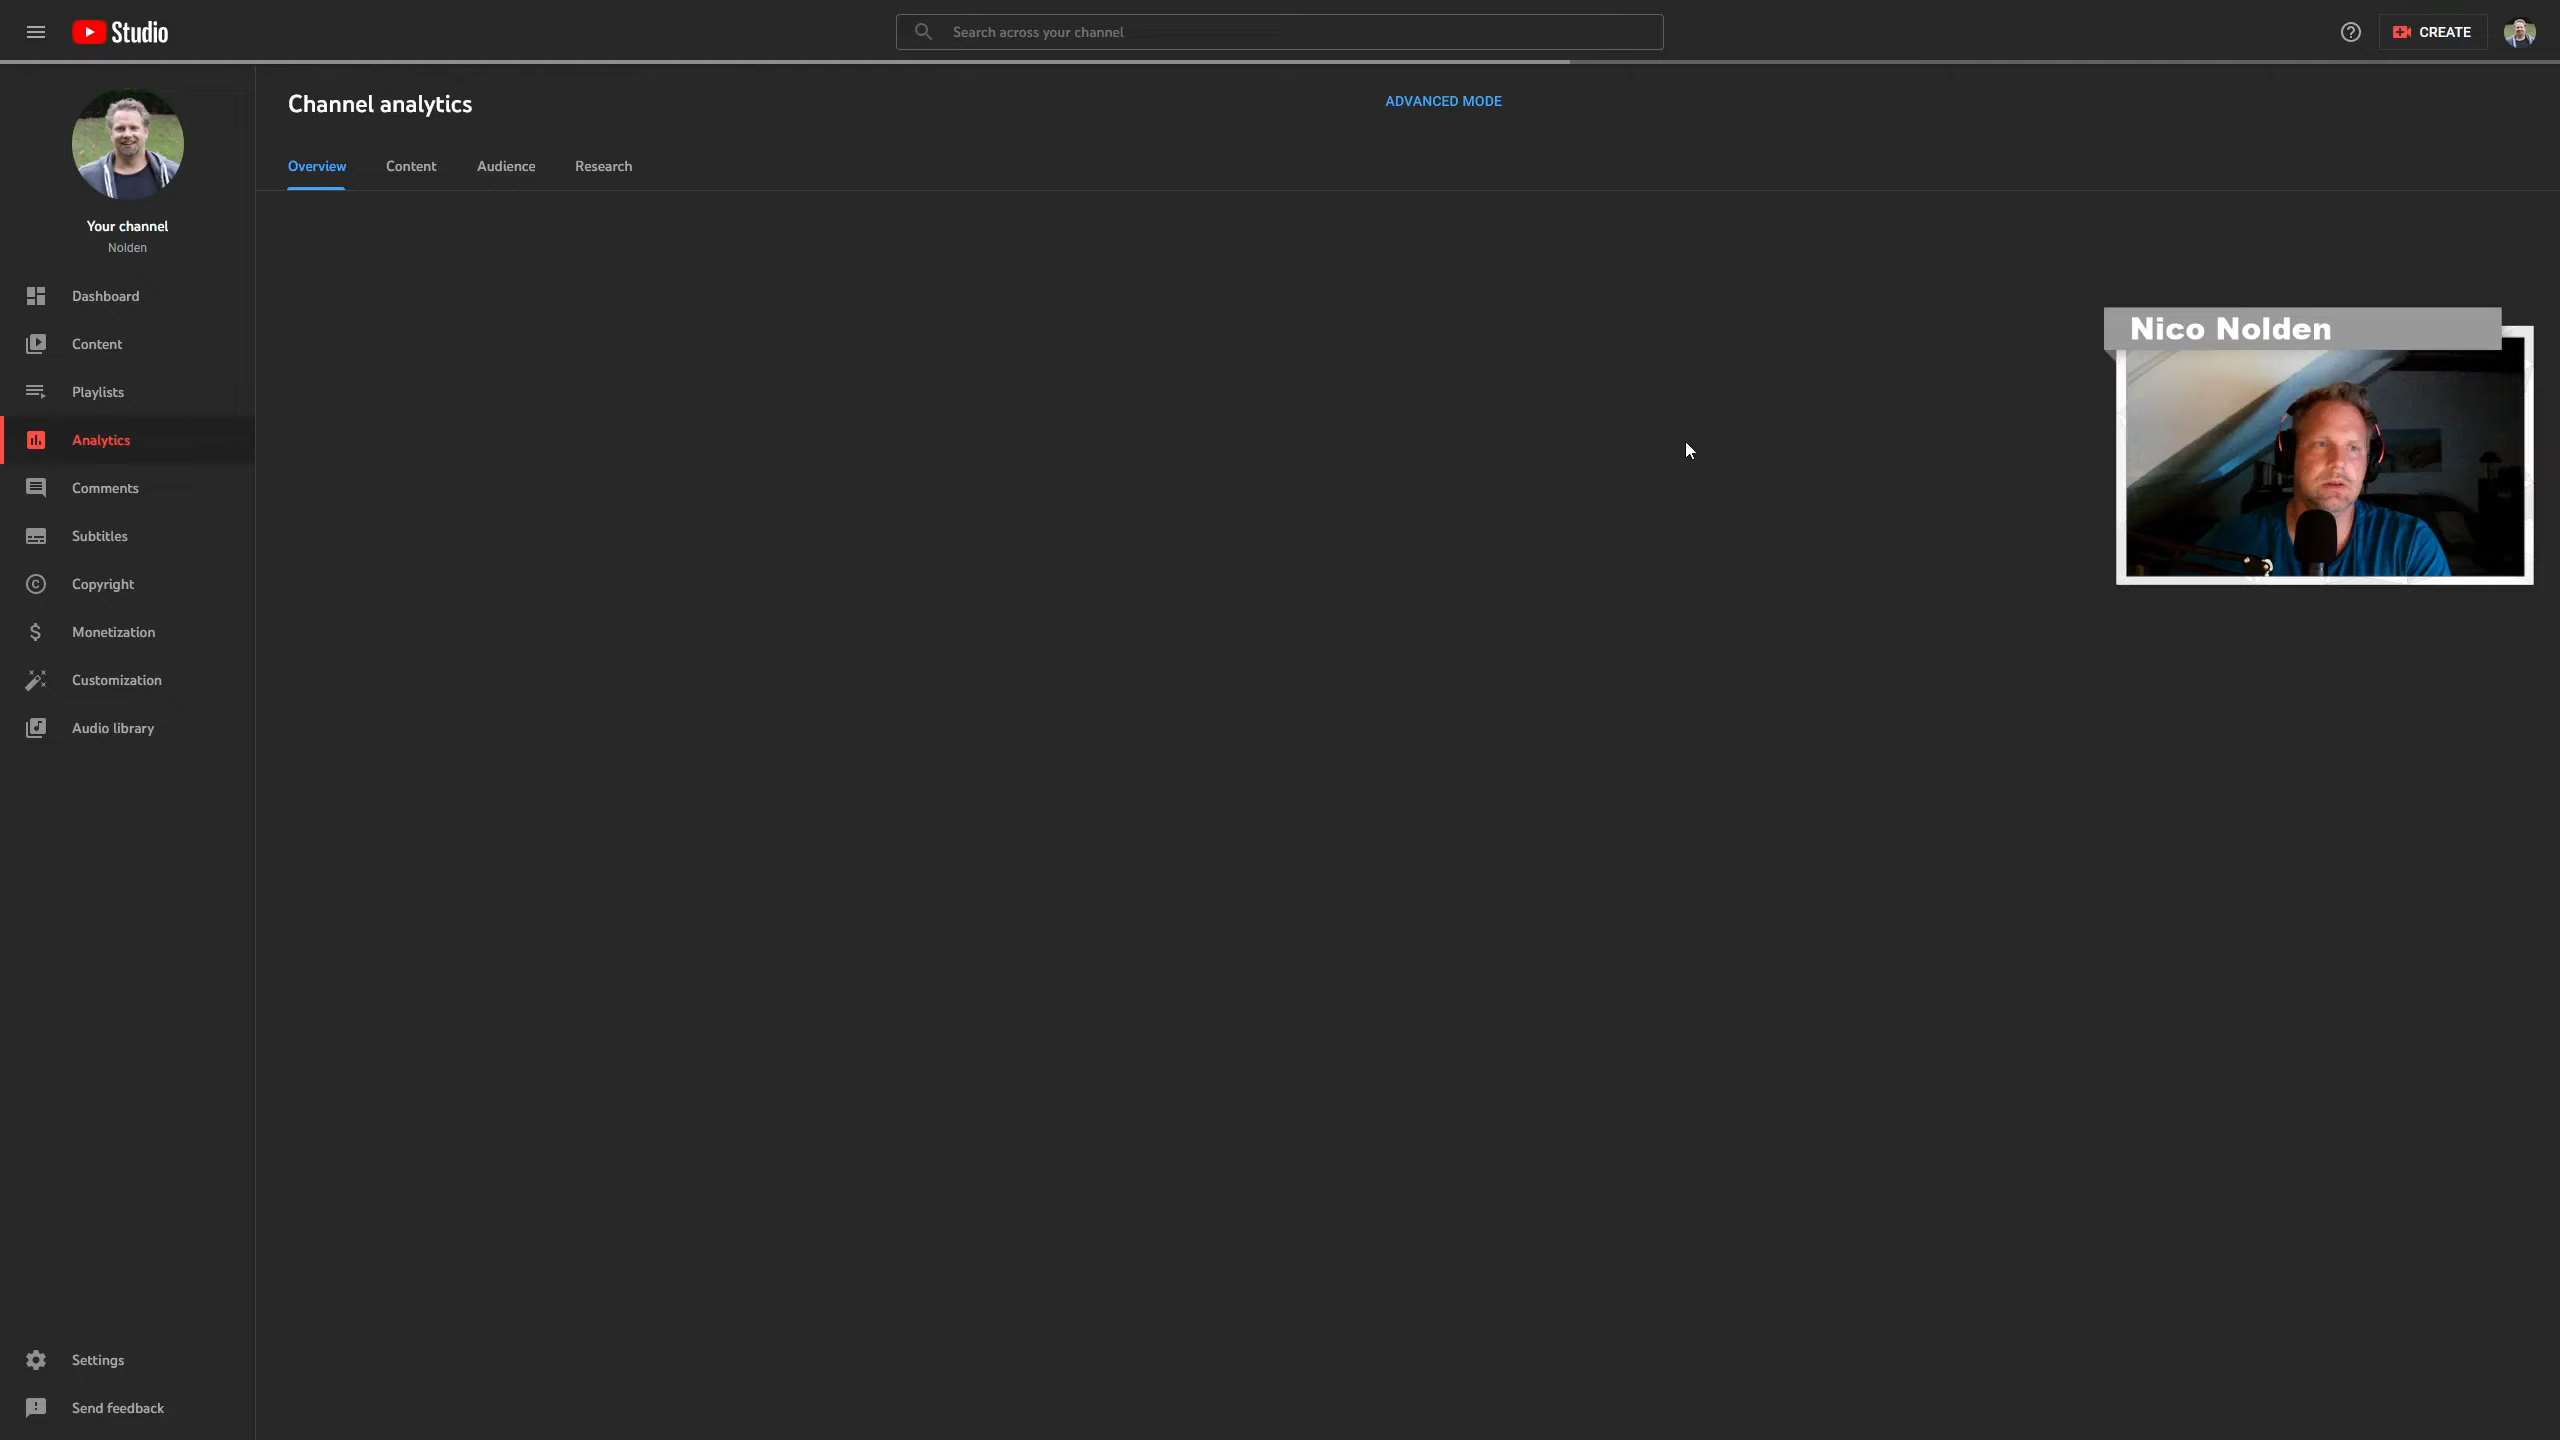 Studio
Search across your channel
CREATE
Channel analytics
ADVANCED MODE
Overview
Content
Audience
Research
Your channel
Nolden
Dashboard
Content
Playlists
Analytics
Comments
Subtitles
Copyright
Monetization
Customization
Audio library
Settings
Send feedback
Nico Nolden